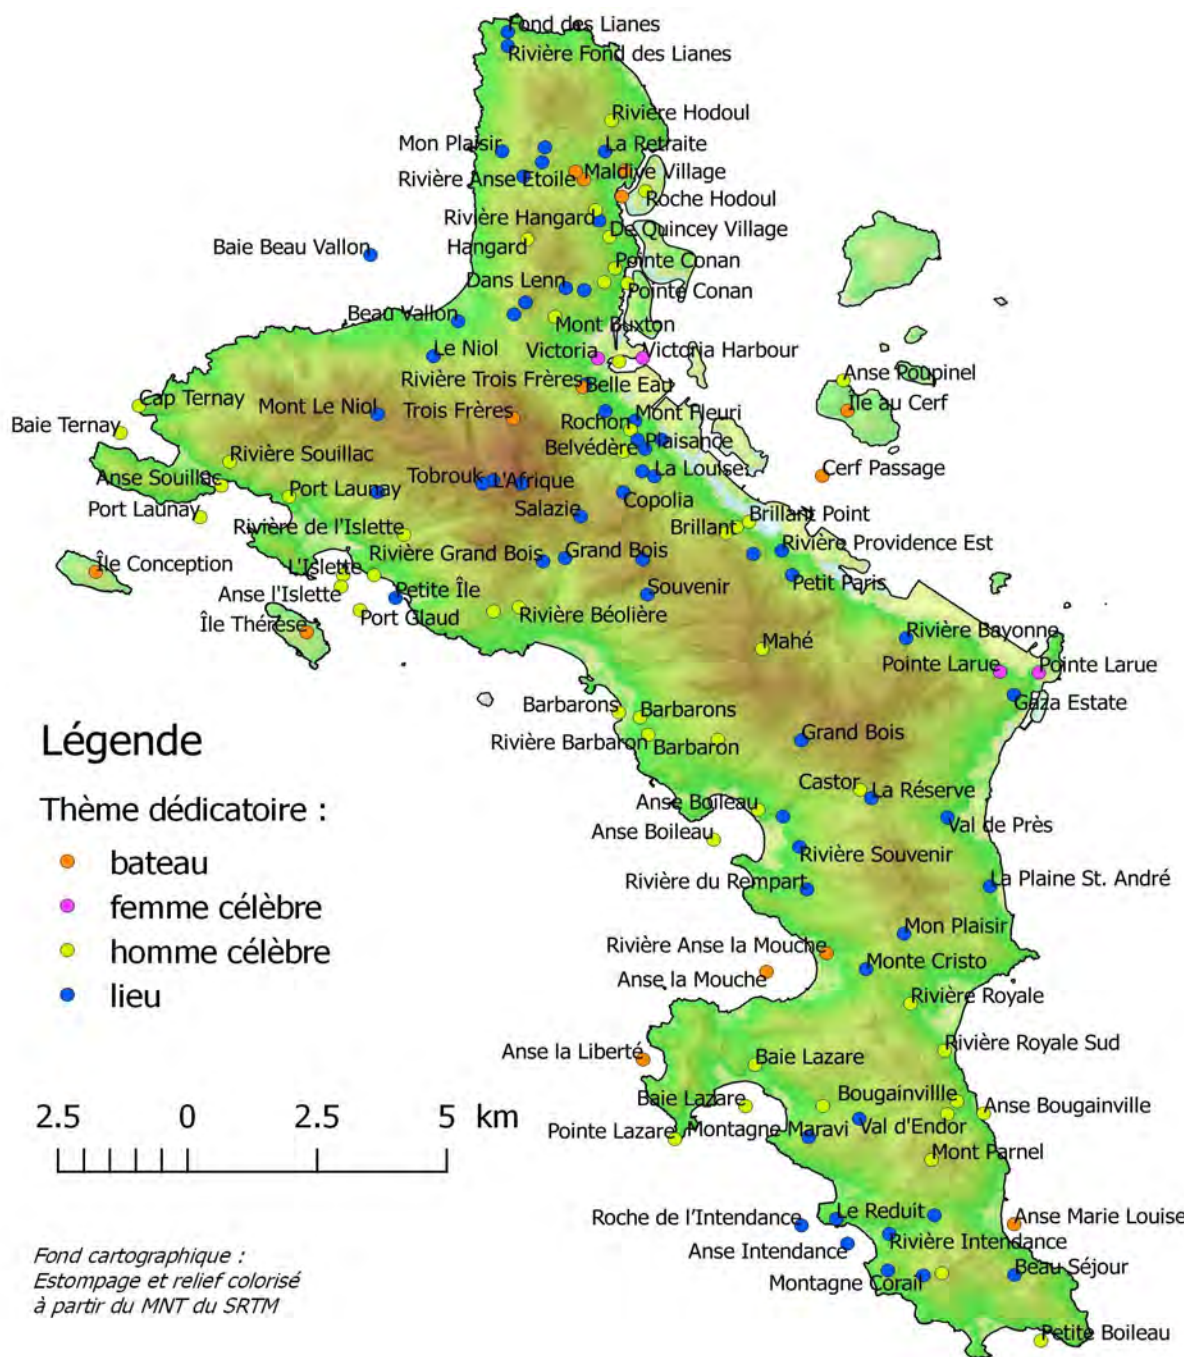 Fond des Lianes
Rivière Fond des Lianes
Rivière Hodoul
Mon Plaisir
La Retraite
Maldive Village
Rivière Anse Etoile
Roche Hodoul
Rivière Hangard
De Quincey Village
Hangard
Baie Beau Vallon
Pointe Conan
Dans Lenn
Pointe Conan
Beau Vallon
Mont Buxton
Le Niol
Victoria
Victoria Harbour
Rivière Trois Frères
Belle Eau
Anse Poupinel
Île au Cerf
Cap Ternay
Mont Le Niol
Trois Frères
Rochon
Mont Fleuri
Baie Ternay
Belvédère
Plaisance
Rivière Souillac
Cerf Passage
Anse Souillac
Port Launay
Tobrouk
L'Afrique
La Louise
Port Launay
Salazie
Copolia
Rivière de l'Islette
Brillant
Brillant Point
Rivière Grand Bois
Grand Bois
Rivière Providence Est
Île Conception
L'Islette
Petit Paris
Anse l'Islette
Petite Île
Souvenir
Île Thérèse
Port Glaud
Rivière Béolière
Mahé
Rivière Bayonne
Pointe Larue
Pointe Larue
Gaza Estate
Barbarons
Barbarons
Rivière Barbaron
Barbaron
Grand Bois
Légende
Thème dédicatoire :
bateau
femme célèbre
homme célèbre
lieu
Castor
La Réserve
Anse Boileau
Val de Près
Anse Boileau
Rivière Souvenir
Rivière du Rempart
La Plaine St. André
Mon Plaisir
Rivière Anse la Mouche
Monte Cristo
Anse la Mouche
Rivière Royale
Anse la Liberté
Rivière Royale Sud
Baie Lazare
Baie Lazare
Bougainvillle
Anse Bougainville
Pointe Lazare
Montagne Maravi
Val d'Endor
Mont Parnel
2.5 0 2.5 5 km
Roche de l'Intendance
Le Reduit
Anse Marie Louise
Anse Intendance
Rivière Intendance
Montagne Corail
Beau Séjour
Petite Boileau
Fond cartographique :
Estompage et relief colorisé
à partir du MNT du SRTM